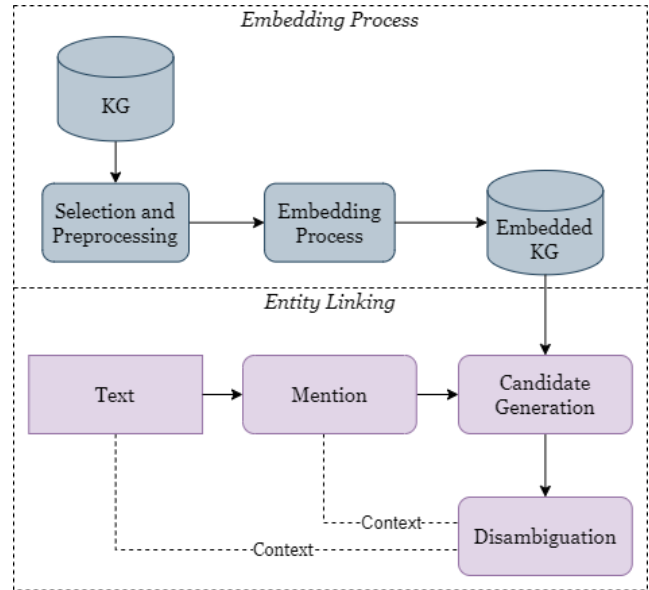 Embedding Process
KG
Selection and
Preprocessing
Embedding
Process
Embedded
KG
Entity Linking
Text
Mention
Candidate
Generation
Context
Disambiguation
Context